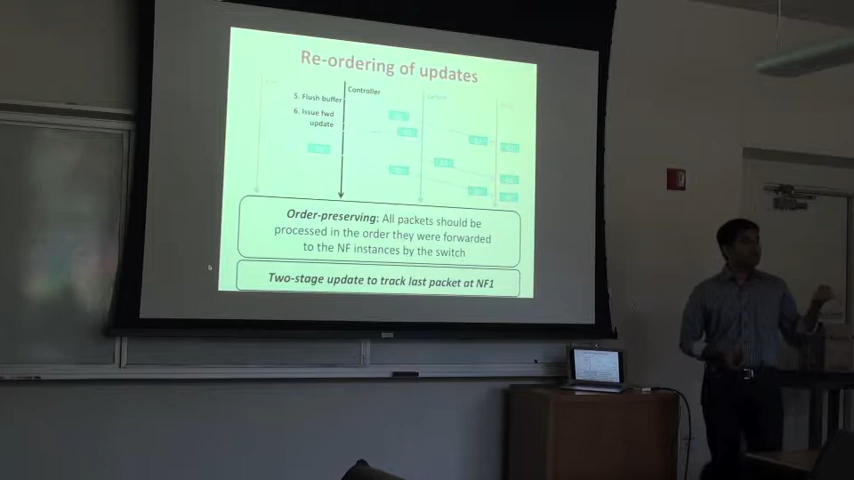 Re-ordering of updates
Controller
5. Flush buffer
6. Issue fwd
update
Order-preserving: All packets should be
processed in the order they were forwarded
to the NF instances by the switch
Two-stage update to track last packet at NF1